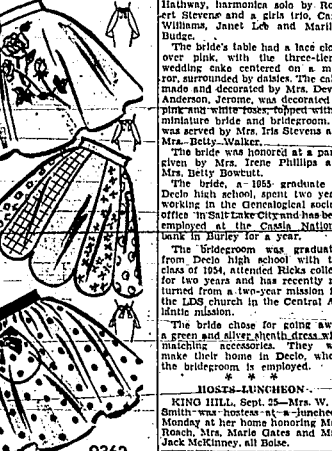 Hathway, harmonica solo by Ro-
ert Stevens and a girls trio, Ca
Williams, Janet Lee and Maril
Budge.
The bride's table had a lace clo
over pink, with the three-tier
wedding cake centered on a m
ror, surrounded by daisies. The ca
made and decorated by Mrs. Dev
Anderson, Jerome, was decorate
pink and white roses, topped with
miniature bride and bridegroom.
was served by Mrs. Iris Stevens a
Mrs. Betty Walker.
The bride was honored at a pa
given by Mrs. Irene Phillips a
Mrs. Betty Bowcutt.
The bride, a 1955 graduate
Declo high school, spent two yea
working in the Genealogical socie
office in Salt Lake City and has be
employed at the Cassia Nation
bank in Burley for a year.
The bridegroom was graduat
from Declo high school with t
class of 1954, attended Ricks colle
for two years and has recently r
turned from a two-year mission f
the LDS church in the Central A
lantic mission.
The bride chose for going awa
a green and silver sheath dress wi
matching accessories. They w
make their home in Declo, whe
the bridegroom is employed.
* * *
HOSTS LUNCHEON
KING HILL, Sept. 25—Mrs. W.
Smith was hostess at a lunche
Monday at her home honoring M
Roach, Mrs. Marie Gates and M
Jack McKinney, all Boise.